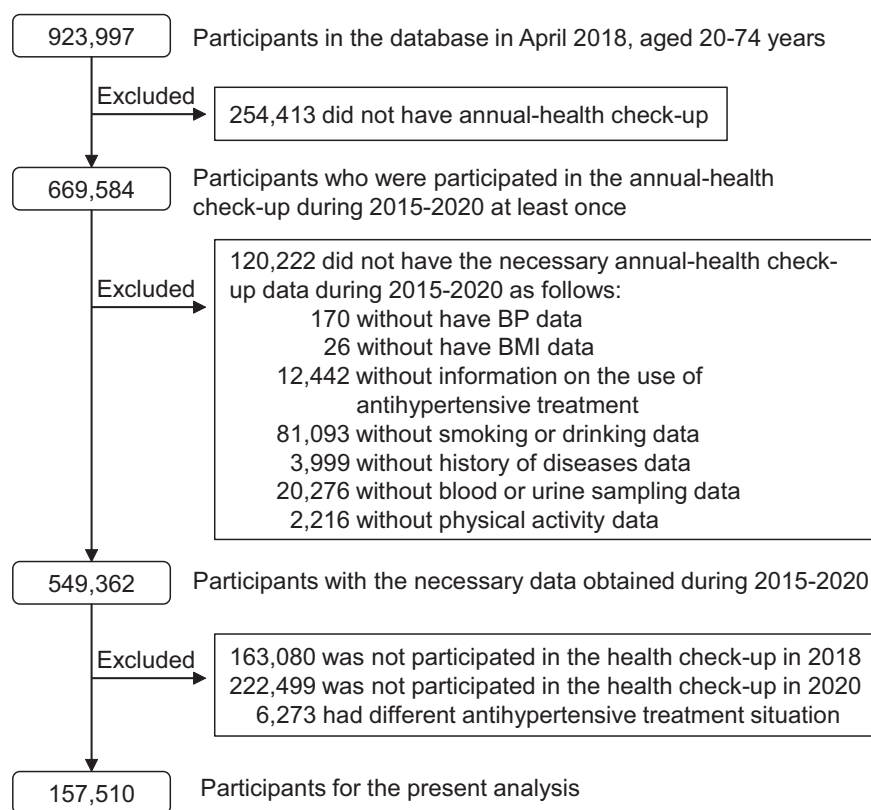 923,997
Participants in the database in April 2018, aged 20-74 years
Excluded
254,413 did not have annual-health check-up
669,584
Participants who were participated in the annual-health
check-up during 2015-2020 at least once
Excluded
120,222 did not have the necessary annual-health check-
up data during 2015-2020 as follows:
170 without have BP data
26 without have BMI data
12,442 without information on the use of
antihypertensive treatment
81,093 without smoking or drinking data
3,999 without history of diseases data
20,276 without blood or urine sampling data
2,216 without physical activity data
549,362
Participants with the necessary data obtained during 2015-2020
Excluded
163,080 was not participated in the health check-up in 2018
222,499 was not participated in the health check-up in 2020
6,273 had different antihypertensive treatment situation
157,510
Participants for the present analysis